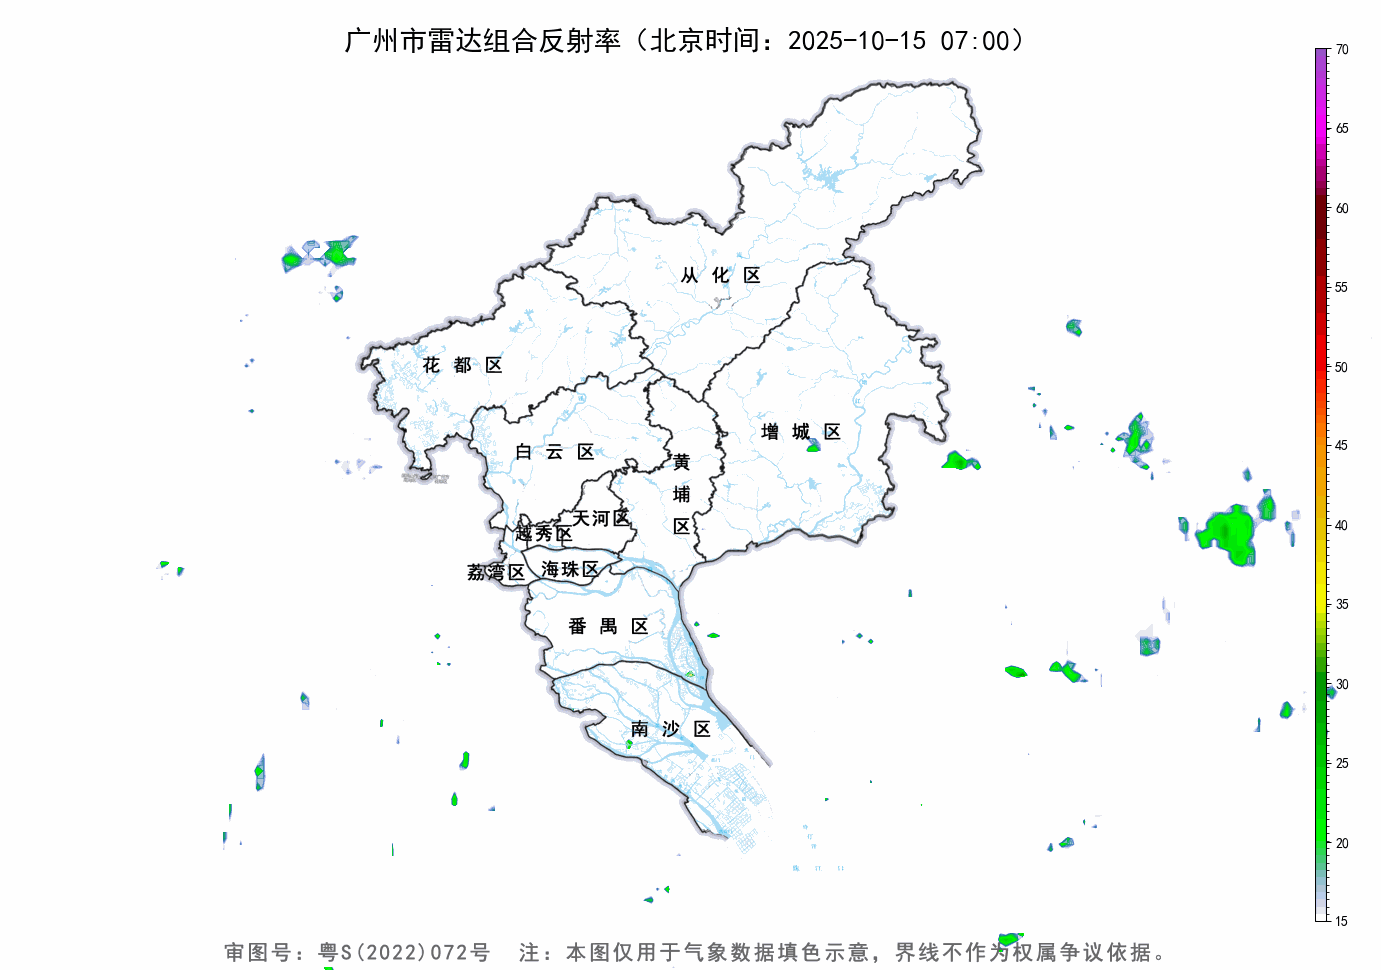 广州市雷达组合反射率（北京时间：2025-10-15 07:00）
70
65
60
55
50
45
40
35
30
25
20
15
从化区
花都区
增城区
白云区
黄埔区
天河区
越秀区
荔湾区
海珠区
番禺区
南沙区
审图号：粤S(2022)072号 注：本图仅用于气象数据填色示意，界线不作为权属争议依据。